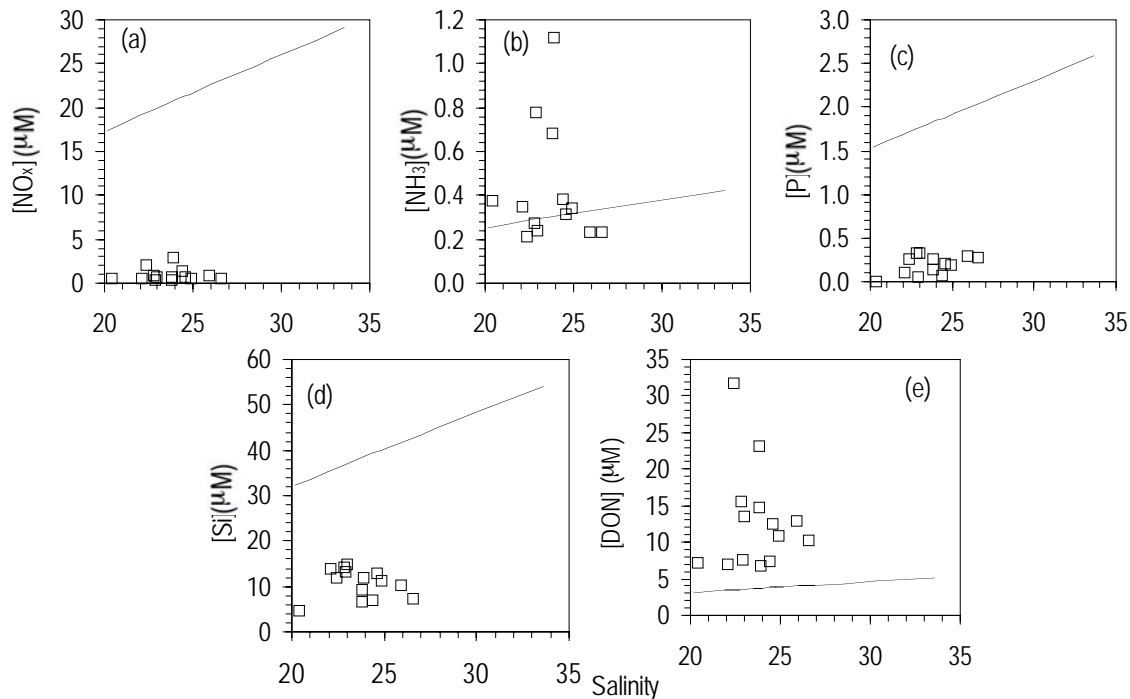 (a)
30
25
20
15
10
5
0
[NOx] (μM)
20 25 30 35
(b)
1.2
1.0
0.8
0.6
0.4
0.2
0.0
[NH3](μM)
20 25 30 35
(c)
3.0
2.5
2.0
1.5
1.0
0.5
0.0
[P](μM)
20 25 30 35
(d)
60
50
40
30
20
10
0
[Si](μM)
20 25 30 35
(e)
35
30
25
20
15
10
5
0
[DON] (μM)
20 25 30 35
Salinity